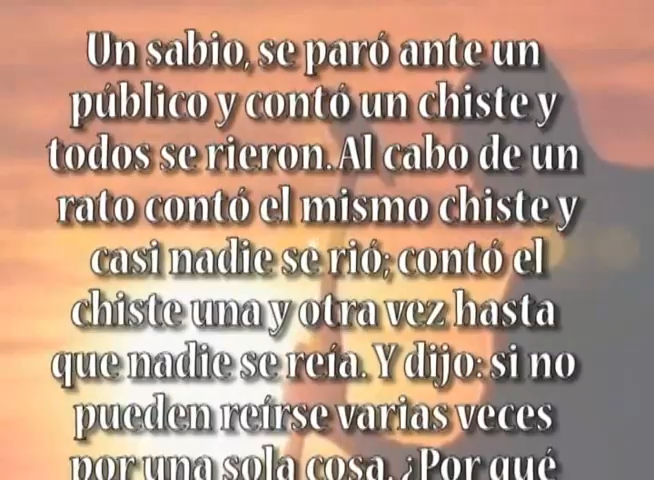 Un sabio, se paró ante un
público y contó un chiste y
todos se rieron. Al cabo de un
rato contó el mismo chiste y
casi nadie se rió; contó el
chiste una y otra vez hasta
que nadie se reía. Y dijo: si no
pueden reírse varias veces
por una sola cosa. ¿Por qué